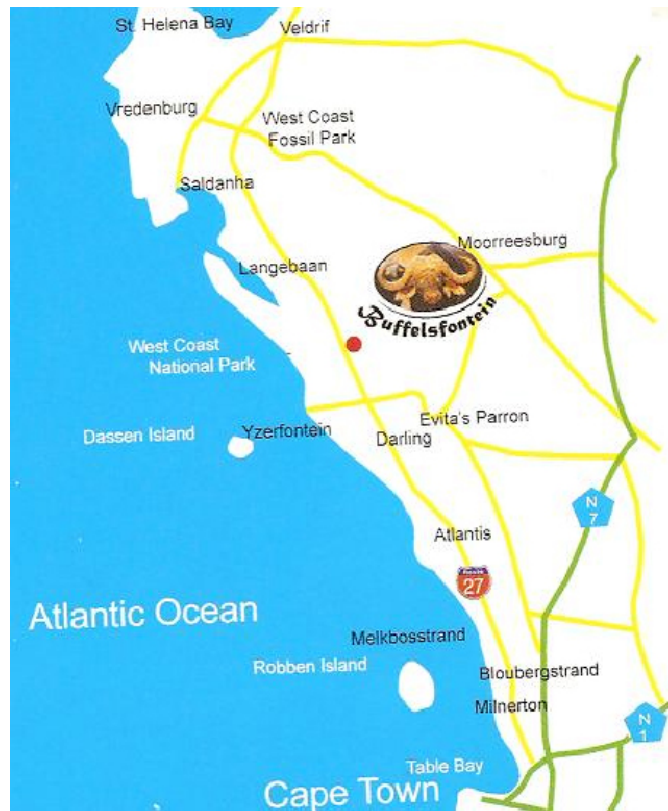 St. Helena Bay
Veldrif
Vredenburg
West Coast
Fossil Park
Saldanha
Moorreesburg
Langebaan
Buffelsfontein
West Coast
National Park
Evita's Parron
Dassen Island
Yzerfontein
Darling
N
7
Atlantis
27
Atlantic Ocean
Melkbosstrand
Robben Island
Bloubergstrand
Milnerton
N
1
Table Bay
Cape Town